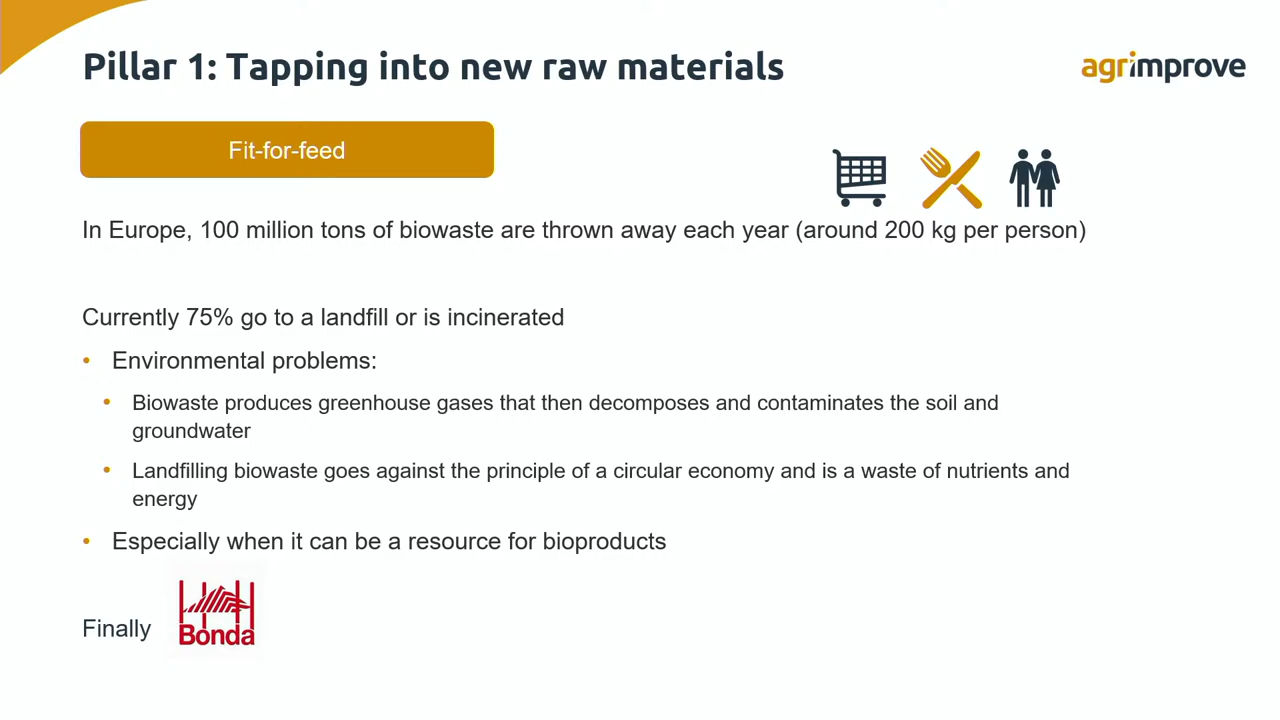 Pillar 1: Tapping into new raw materials
agrimprove
Fit-for-feed
In Europe, 100 million tons of biowaste are thrown away each year (around 200 kg per person)
Currently 75% go to a landfill or is incinerated
• Environmental problems:
• Biowaste produces greenhouse gases that then decomposes and contaminates the soil and
groundwater
• Landfilling biowaste goes against the principle of a circular economy and is a waste of nutrients and
energy
• Especially when it can be a resource for bioproducts
Finally
Bonda